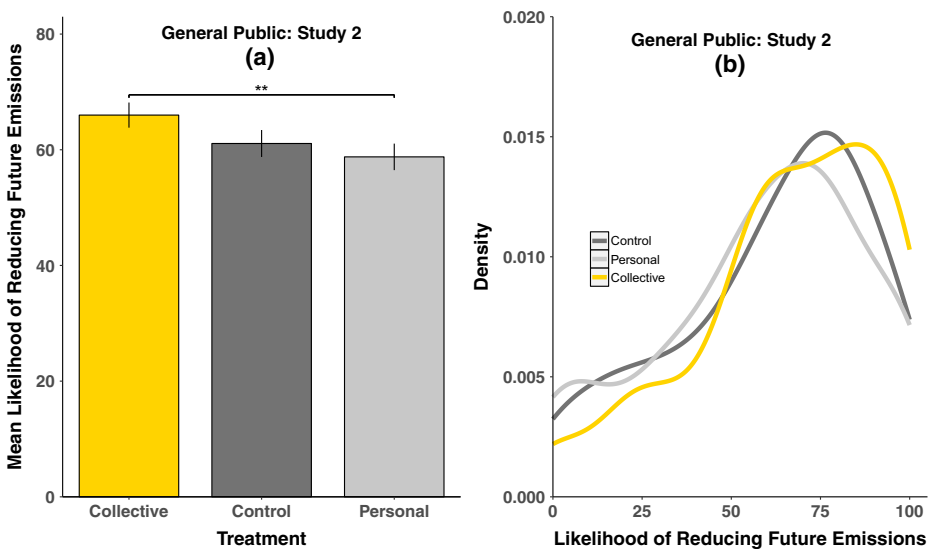 General Public: Study 2
(a)
**
Mean Likelihood of Reducing Future Emissions
80
60
40
20
0
Collective
Control
Personal
Treatment
General Public: Study 2
(b)
Density
0.020
0.015
0.010
0.005
0.000
Control
Personal
Collective
0
25
50
75
100
Likelihood of Reducing Future Emissions